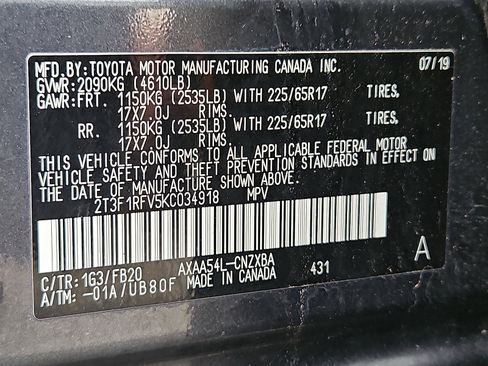 MFD.BY:TOYOTA MOTOR MANUFACTURING CANADA INC. 07/19
GVWR:2090KG (4610LB)
GAWR:FRT. 1150KG (2535LB) WITH 225/65R17 TIRES,
17X7.0J RIMS.
RR. 1150KG (2535LB) WITH 225/65R17 TIRES,
17X7.0J RIMS.
THIS VEHICLE CONFORMS TO ALL APPLICABLE FEDERAL MOTOR
VEHICLE SAFETY AND THEFT PREVENTION STANDARDS IN EFFECT ON
THE DATE OF MANUFACTURE SHOWN ABOVE.
2T3F1RFV5KC034918 MPV
C/TR:1G3/FB20 AXAA54L-CNZXBA A
A/TM:-01A/UB80F MADE IN CANADA 431